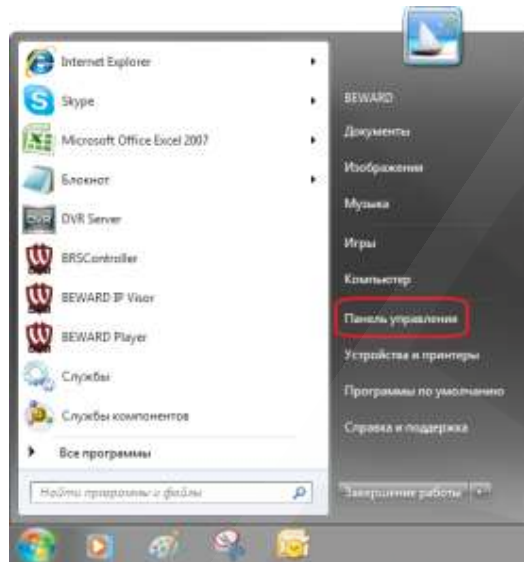 Internet Explorer
Skype
Microsoft Office Excel 2007
Блокнот
DVR Server
BRSController
BEWARD IP Visor
BEWARD Player
Службы
Службы компонентов
Все программы
Найти программы и файлы
BEWARD
Документы
Изображения
Музыка
Игры
Компьютер
Панель управления
Устройства и принтеры
Программы по умолчанию
Справка и поддержка
Завершение работы